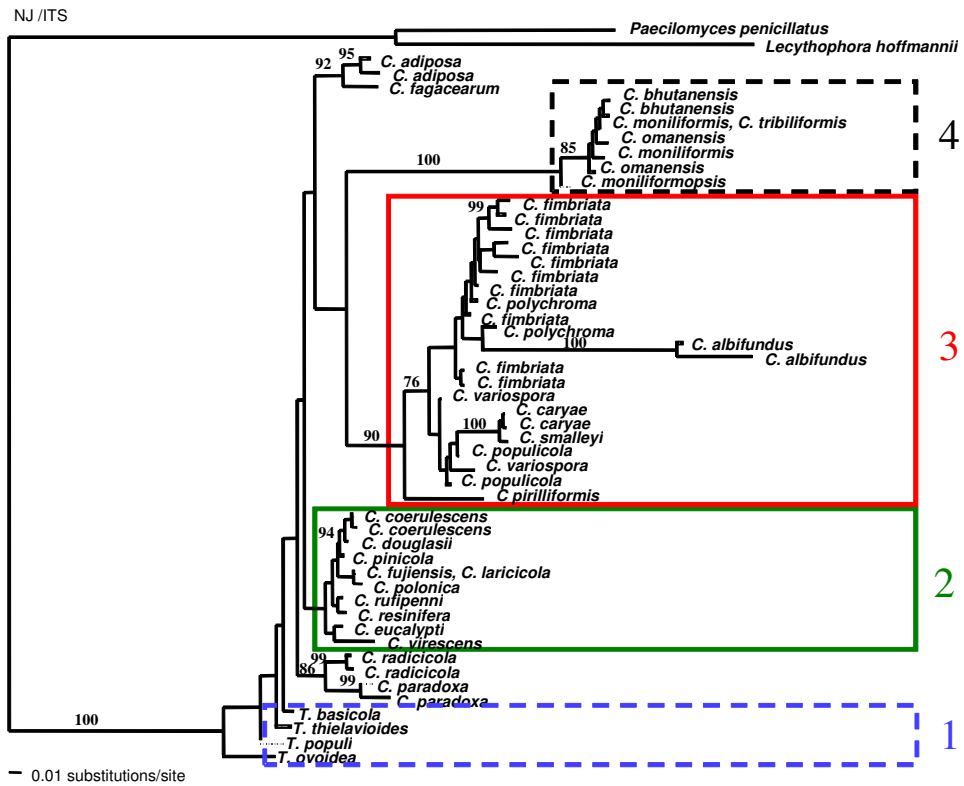 NJ /ITS
Paecilomyces penicillatus
Lecythophora hoffmannii
95
C. adiposa
92
C. adiposa
C. fagacearum
C. bhutanensis
C. bhutanensis
C. moniliformis, C. tribiliformis
4
C. omanensis
85
C. moniliformis
100
C. omanensis
C. moniliformopsis
99
C. fimbriata
C. fimbriata
C. fimbriata
C. fimbriata
C. fimbriata
C. fimbriata
C. fimbriata
C. polychroma
C. fimbriata
C. polychroma
100
C. albifundus
3
C. albifundus
C. fimbriata
76
C. fimbriata
C. variospora
C. caryae
100
C. caryae
90
C. smalleyi
C. populicola
C. variospora
C. populicola
C pirilliformis
C. coerulescens
94
C. coerulescens
C. douglasii
C. pinicola
C. fujiensis, C. laricicola
2
C. polonica
C. rufipenni
C. resinifera
C. eucalypti
C. virescens
99
C. radicicola
86
C. radicicola
99
C. paradoxa
C. paradoxa
T. basicola
100
T. thielavioides
1
T. populi
T. ovoidea
0.01 substitutions/site